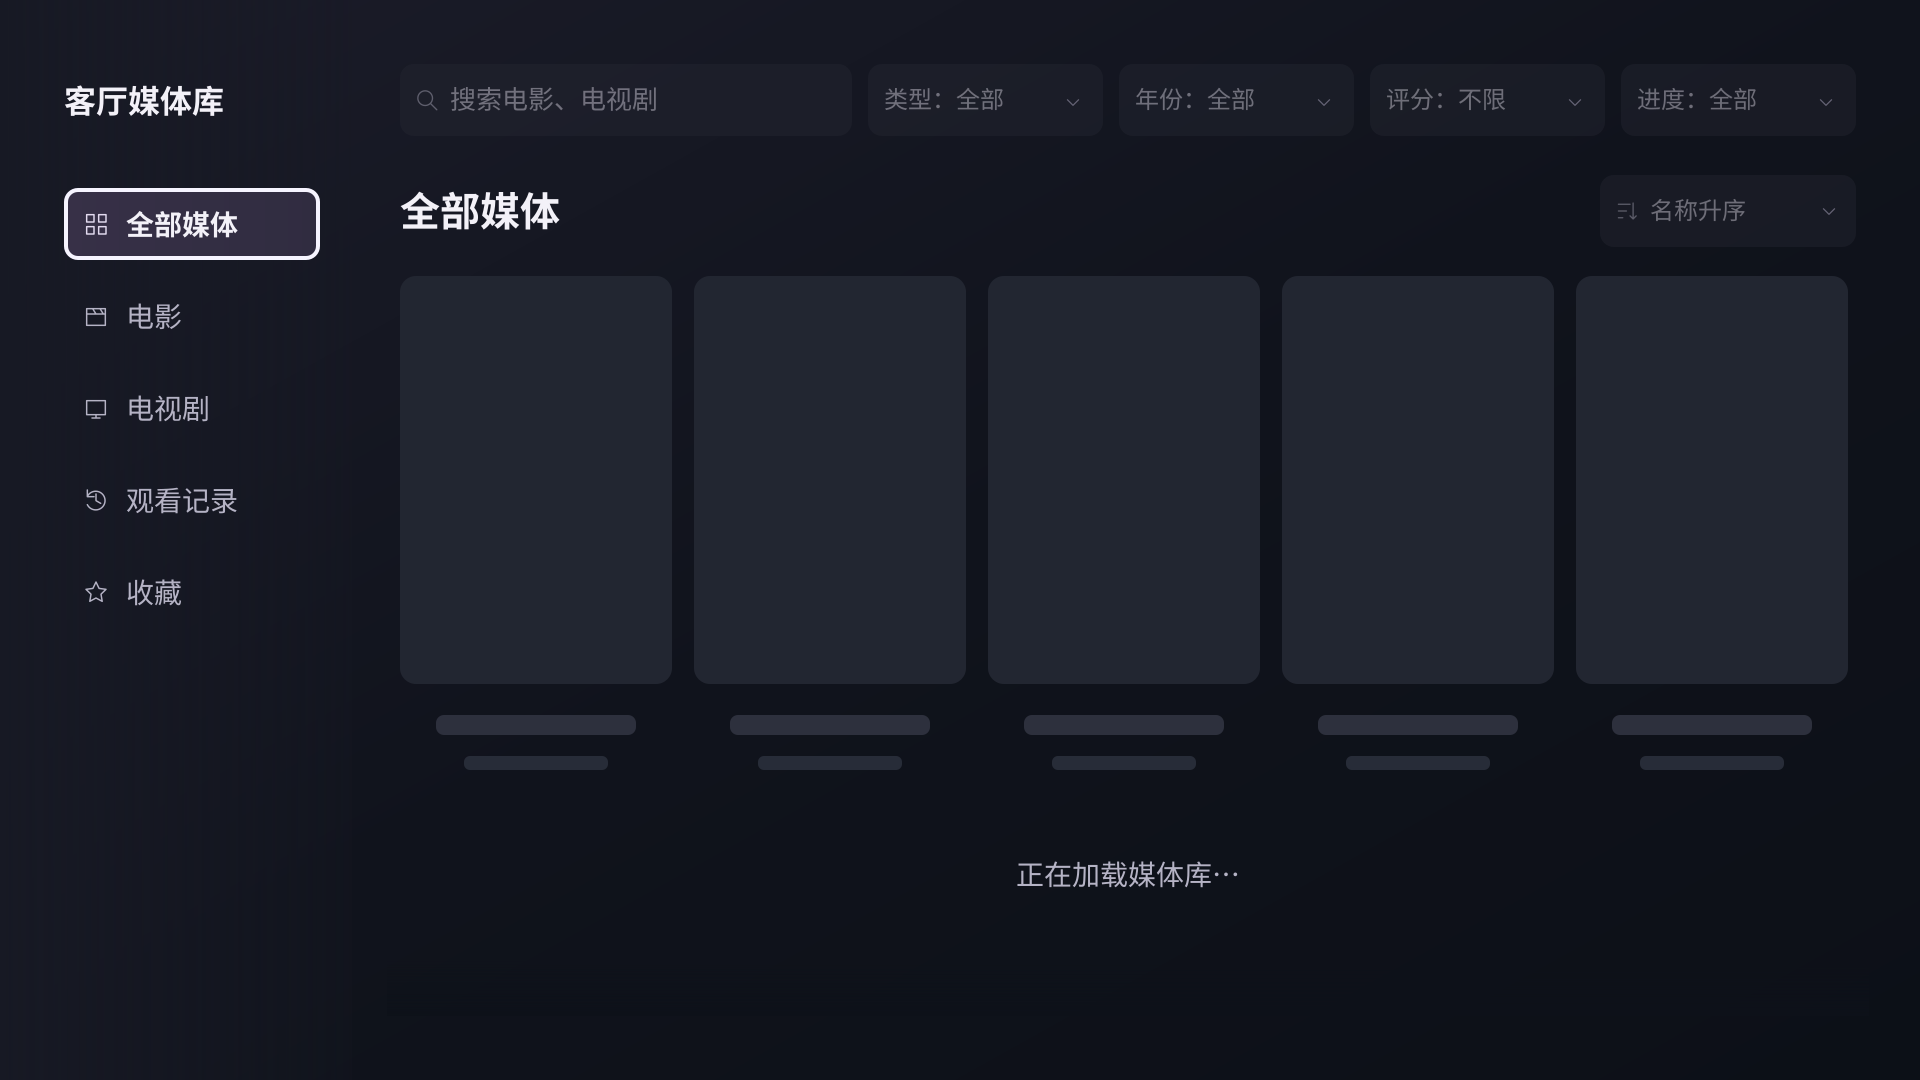 客厅媒体库
全部媒体
电影
电视剧
观看记录
收藏
搜索电影、电视剧
类型：全部
年份：全部
评分：不限
进度：全部
全部媒体
名称升序
正在加载媒体库…